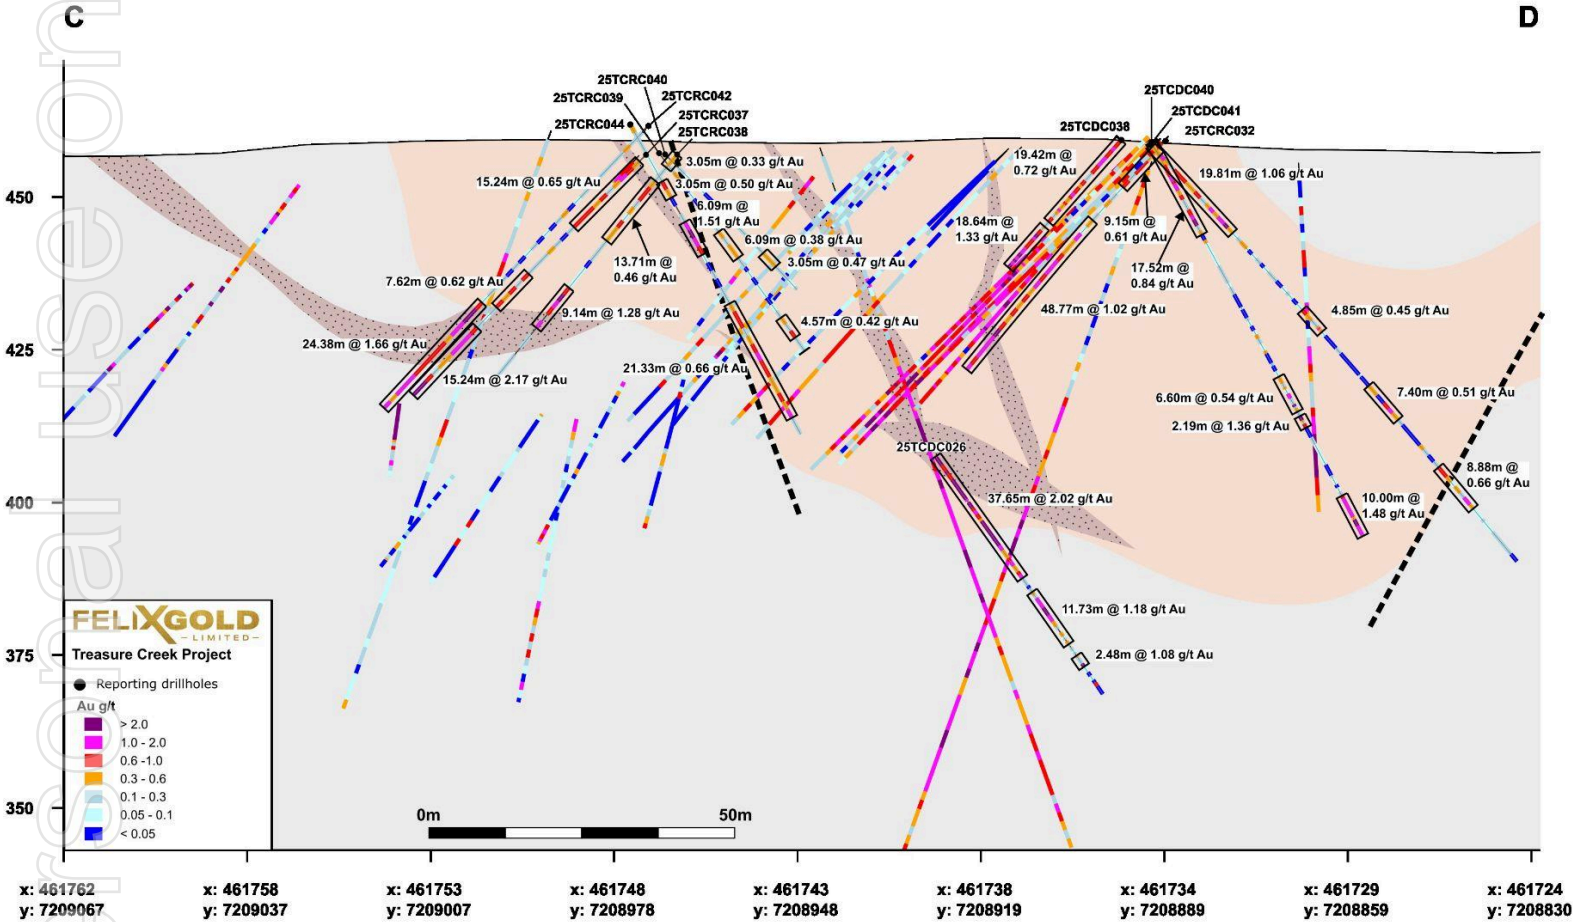 C
D
25TCRC040
25TCRC039
25TCRC042
25TCRC037
25TCRC044
25TCRC038
25TCDC040
25TCDC041
25TCDC038
25TCRC032
3.05m @ 0.33 g/t Au
15.24m @ 0.65 g/t Au
3.05m @ 0.50 g/t Au
6.09m @
1.51 g/t Au
6.09m @ 0.38 g/t Au
3.05m @ 0.47 g/t Au
13.71m @
0.46 g/t Au
7.62m @ 0.62 g/t Au
9.14m @ 1.28 g/t Au
4.57m @ 0.42 g/t Au
24.38m @ 1.66 g/t Au
15.24m @ 2.17 g/t Au
21.33m @ 0.66 g/t Au
19.42m @
0.72 g/t Au
19.81m @ 1.06 g/t Au
18.64m @
1.33 g/t Au
9.15m @
0.61 g/t Au
17.52m @
0.84 g/t Au
48.77m @ 1.02 g/t Au
4.85m @ 0.45 g/t Au
6.60m @ 0.54 g/t Au
7.40m @ 0.51 g/t Au
2.19m @ 1.36 g/t Au
25TCDC026
8.88m @
0.66 g/t Au
37.65m @ 2.02 g/t Au
10.00m @
1.48 g/t Au
11.73m @ 1.18 g/t Au
2.48m @ 1.08 g/t Au
450
425
400
375
350
FELIXGOLD
LIMITED
Treasure Creek Project
Reporting drillholes
Au g/t
> 2.0
1.0 - 2.0
0.6 -1.0
0.3 - 0.6
0.1 - 0.3
0.05 - 0.1
< 0.05
0m
50m
x: 461762
y: 7209067
x: 461758
y: 7209037
x: 461753
y: 7209007
x: 461748
y: 7208978
x: 461743
y: 7208948
x: 461738
y: 7208919
x: 461734
y: 7208889
x: 461729
y: 7208859
x: 461724
y: 7208830
rsonal use on